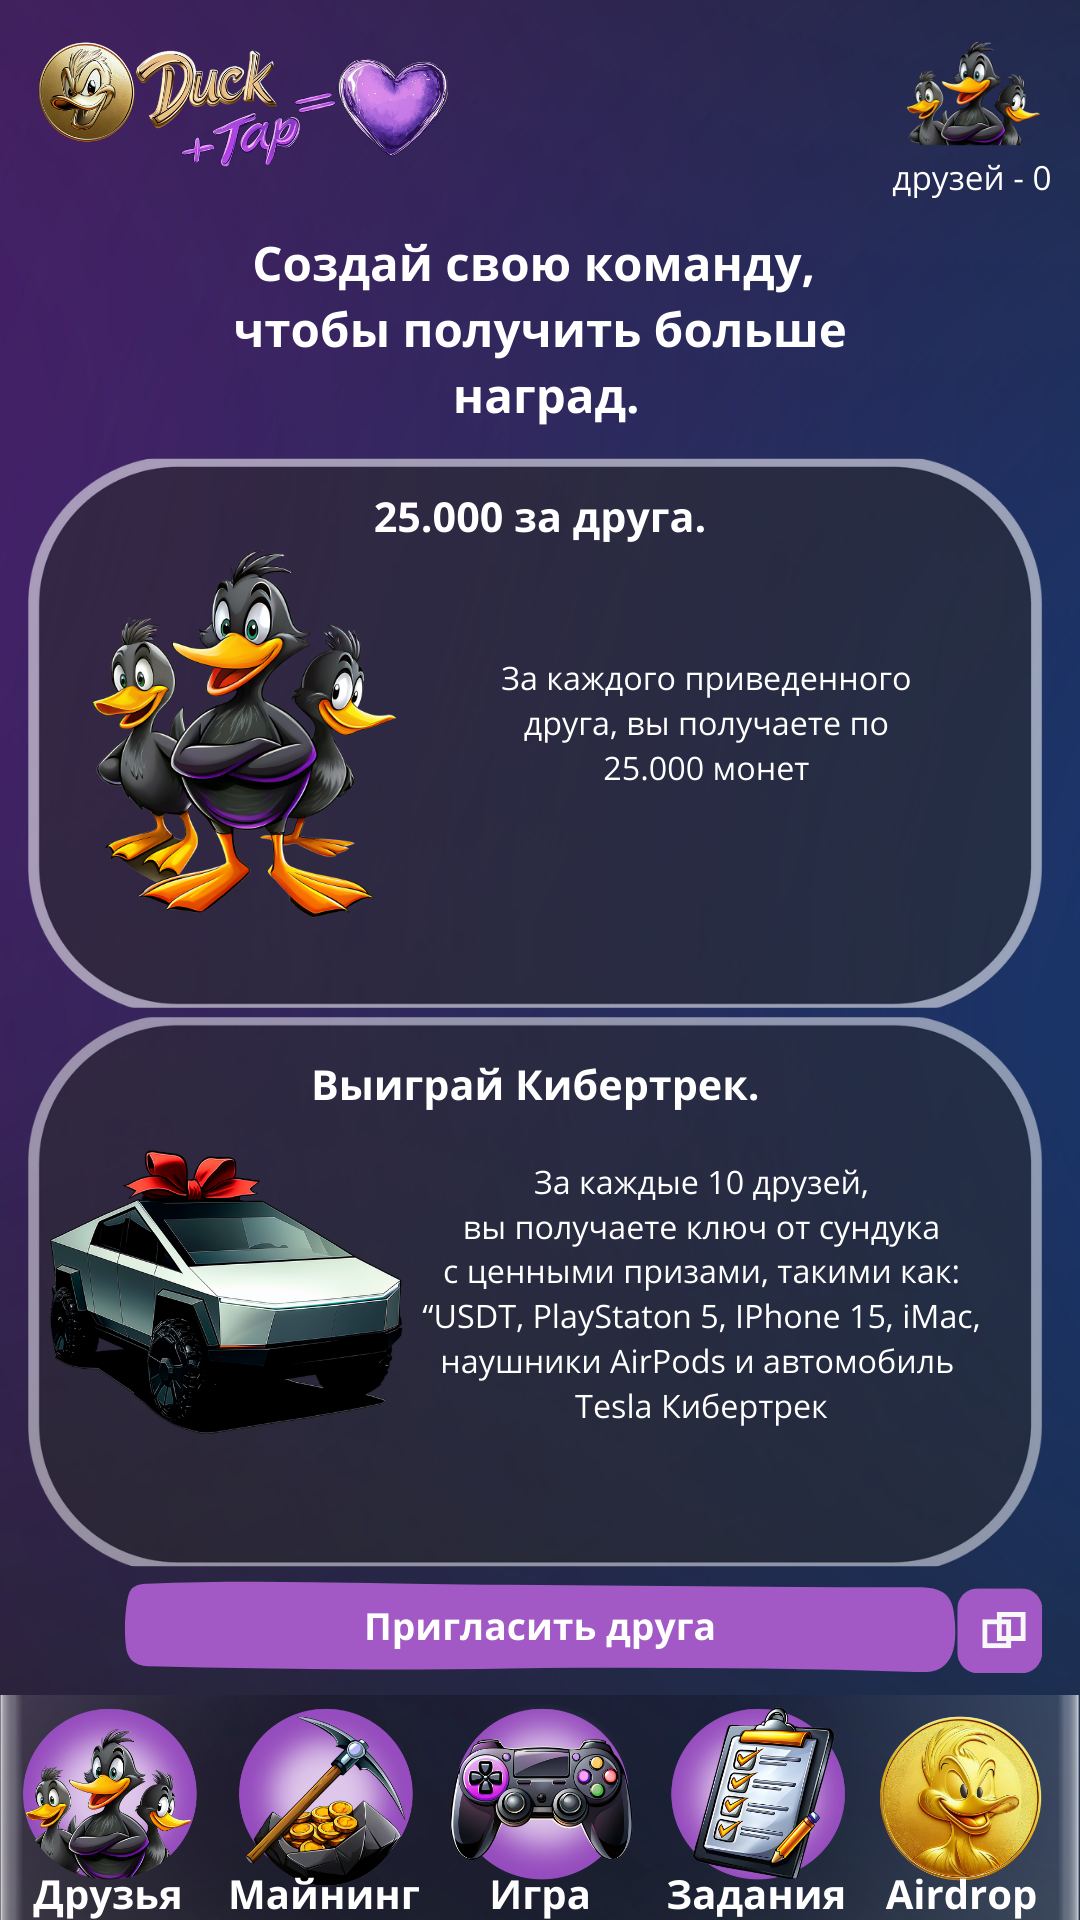 Duck
+Tap=
друзей - 0
Создай свою команду,
чтобы получить больше
наград.
25.000 за друга.
За каждого приведенного
друга, вы получаете по
25.000 монет
Выиграй Кибертрек.
За каждые 10 друзей,
вы получаете ключ от сундука
с ценными призами, такими как:
“USDT, PlayStaton 5, IPhone 15, iMac,
наушники AirPods и автомобиль
Tesla Кибертрек
Пригласить друга
Друзья
Майнинг
Игра
Задания
Airdrop